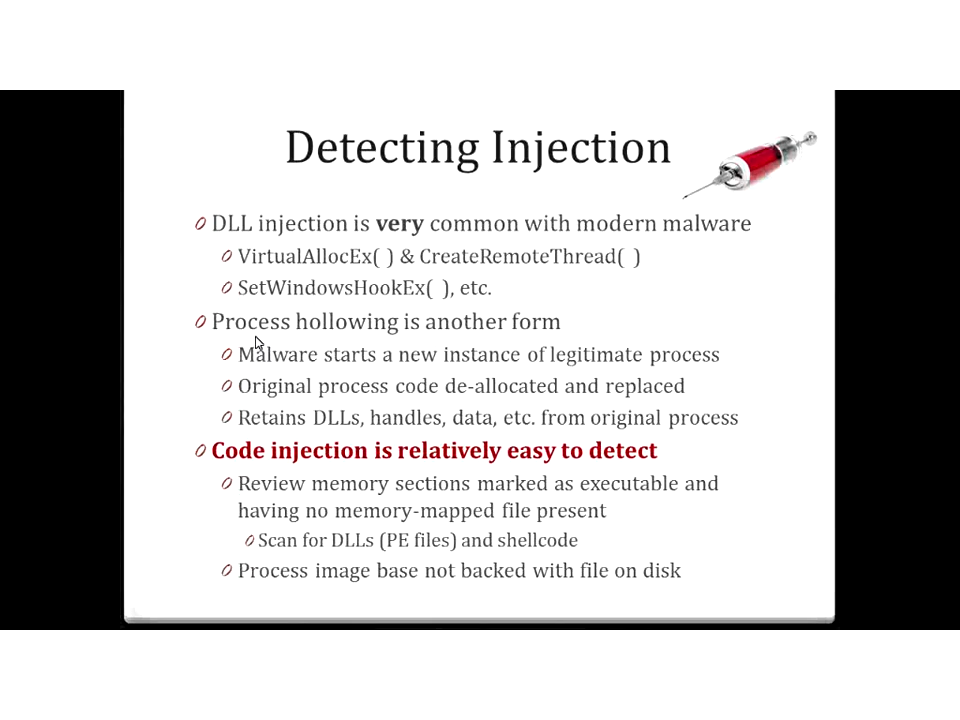 Detecting Injection
DLL injection is very common with modern malware
VirtualAllocEx( ) & CreateRemoteThread( )
SetWindowsHookEx( ), etc.
Process hollowing is another form
Malware starts a new instance of legitimate process
Original process code de-allocated and replaced
Retains DLLs, handles, data, etc. from original process
Code injection is relatively easy to detect
Review memory sections marked as executable and
having no memory-mapped file present
Scan for DLLs (PE files) and shellcode
Process image base not backed with file on disk